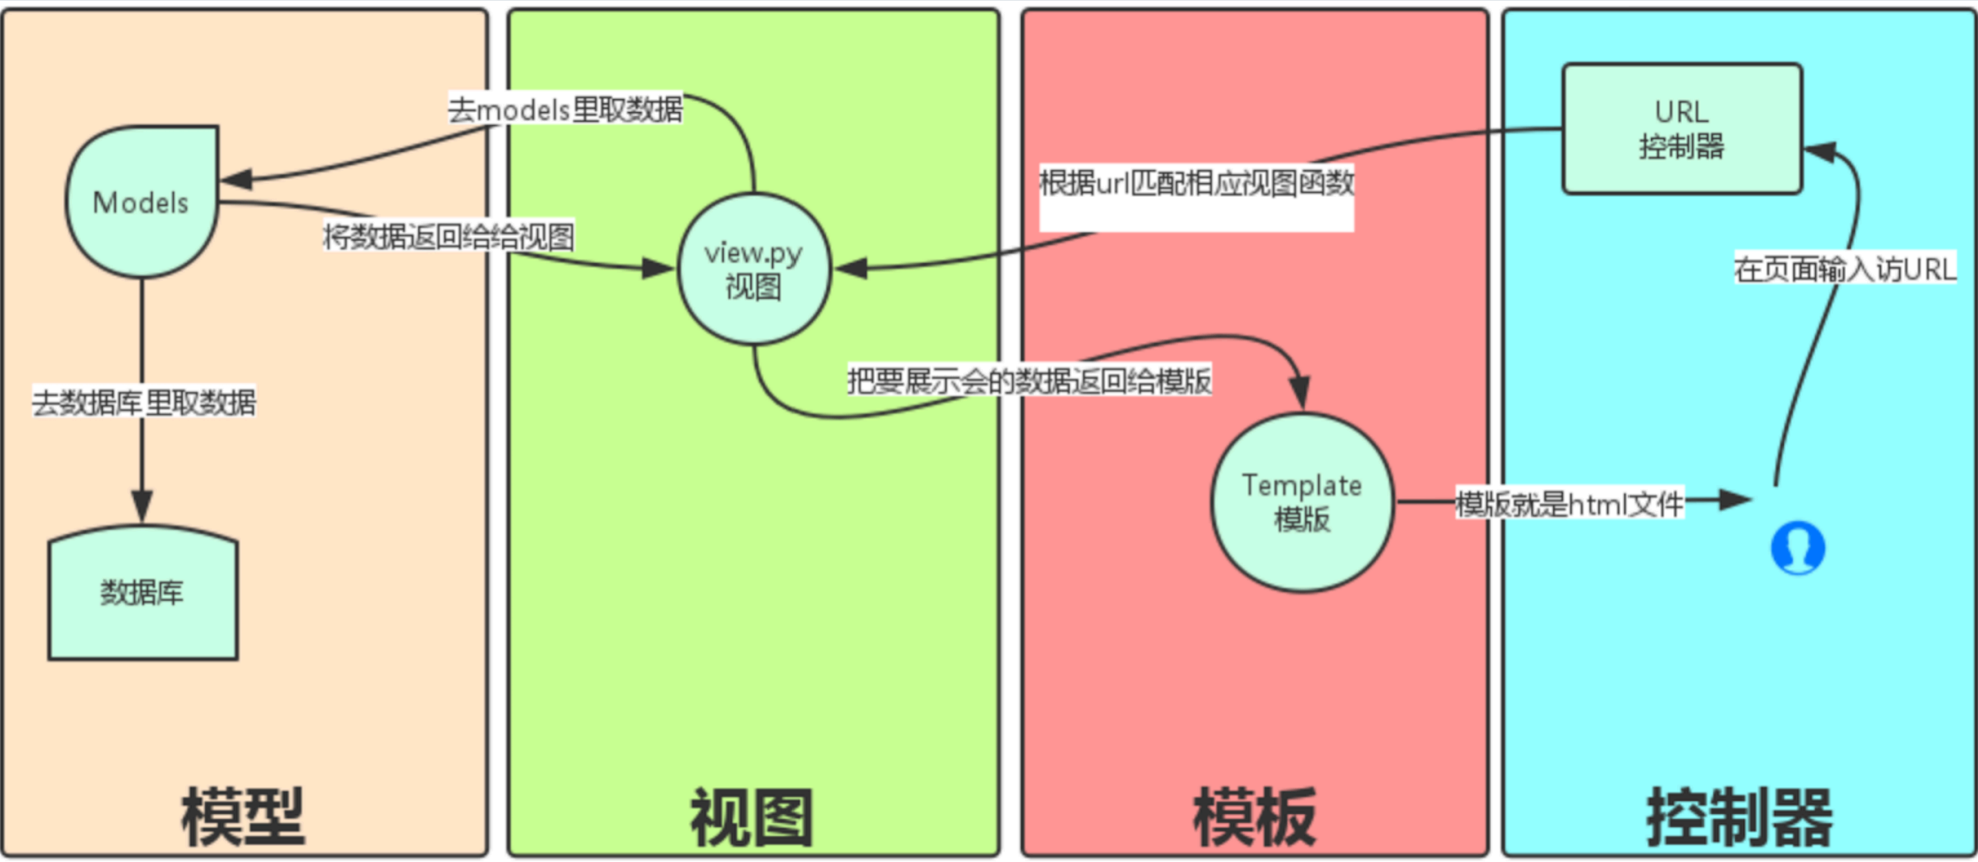 去models里取数据
Models
将数据返回给给视图
去数据库里取数据
数据库
模型
view.py
视图
把要展示会的数据返回给模版
视图
根据url匹配相应视图函数
Template
模版
模版就是html文件
模板
URL
控制器
在页面输入访URL
控制器